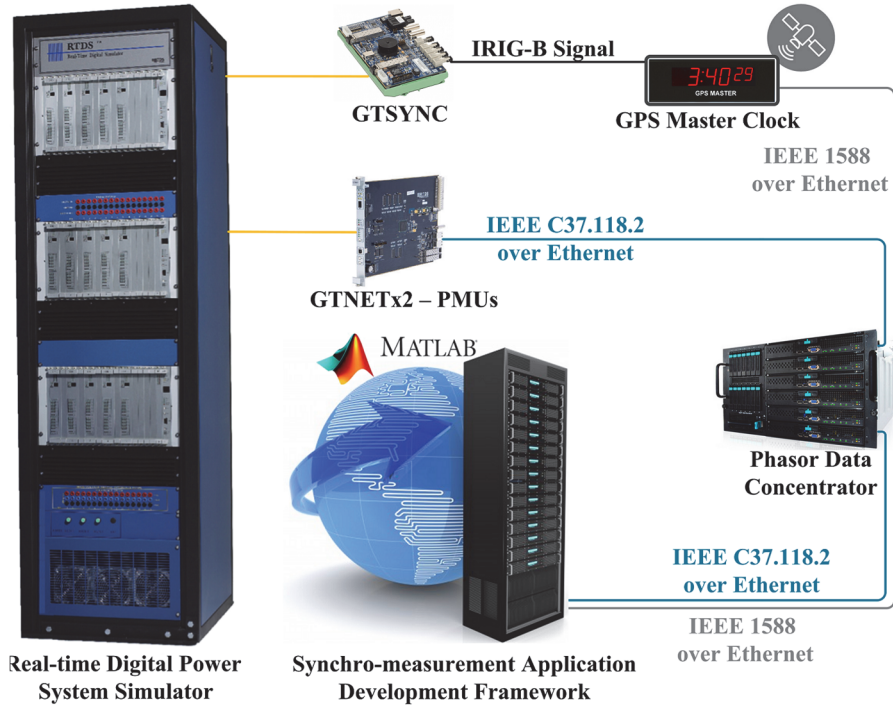 RTDS
Real-Time Digital Simulator
GTSYNC
IRIG-B Signal
3:40 29
GPS MASTER
GPS Master Clock
IEEE 1588
over Ethernet
IEEE C37.118.2
over Ethernet
GTNETx2 – PMUs
MATLAB
Phasor Data
Concentrator
IEEE C37.118.2
over Ethernet
IEEE 1588
over Ethernet
Real-time Digital Power
System Simulator
Synchro-measurement Application
Development Framework